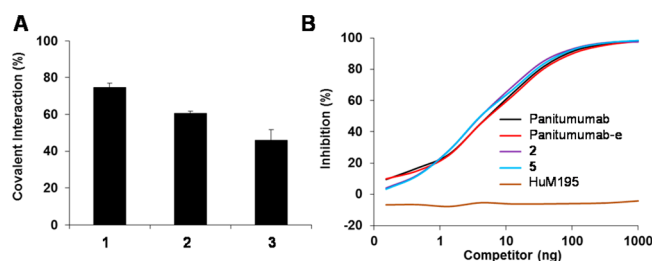 A
Covalent Interaction (%)
100
80
60
40
20
0
1 2 3
B
Inhibition (%)
100
80
60
40
20
0
-20
Panitumumab
Panitumumab-e
2
5
HuM195
0 1 10 100 1000
Competitor (ng)